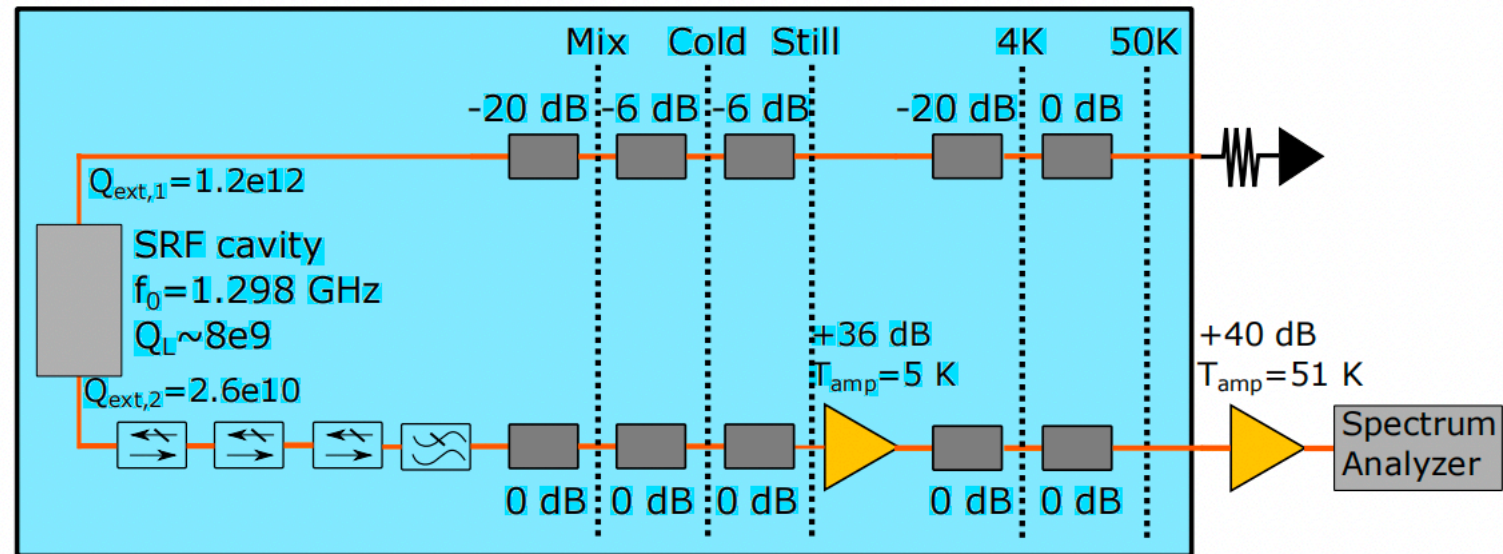 Mix Cold Still 4K 50K
-20 dB -6 dB -6 dB -20 dB 0 dB
Qext,1=1.2e12
SRF cavity
f0=1.298 GHz
QL~8e9
Qext,2=2.6e10
+36 dB
Tamp=5 K
+40 dB
Tamp=51 K
Spectrum
Analyzer
0 dB 0 dB 0 dB 0 dB 0 dB